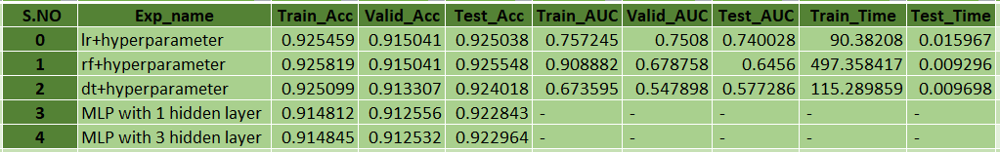 S.NO Exp_name Train_Acc Valid_Acc Test_Acc Train_AUC Valid_AUC Test_AUC Train_Time Test_Time
0 lr+hyperparameter 0.925459 0.915041 0.925038 0.757245 0.7508 0.740028 90.38208 0.015967
1 rf+hyperparameter 0.925819 0.915041 0.925548 0.908882 0.678758 0.6456 497.358417 0.009296
2 dt+hyperparameter 0.925099 0.913307 0.924018 0.673595 0.547898 0.577286 115.289859 0.009698
3 MLP with 1 hidden layer 0.914812 0.912556 0.922843 - - - - -
4 MLP with 3 hidden layer 0.914845 0.912532 0.922964 - - - - -